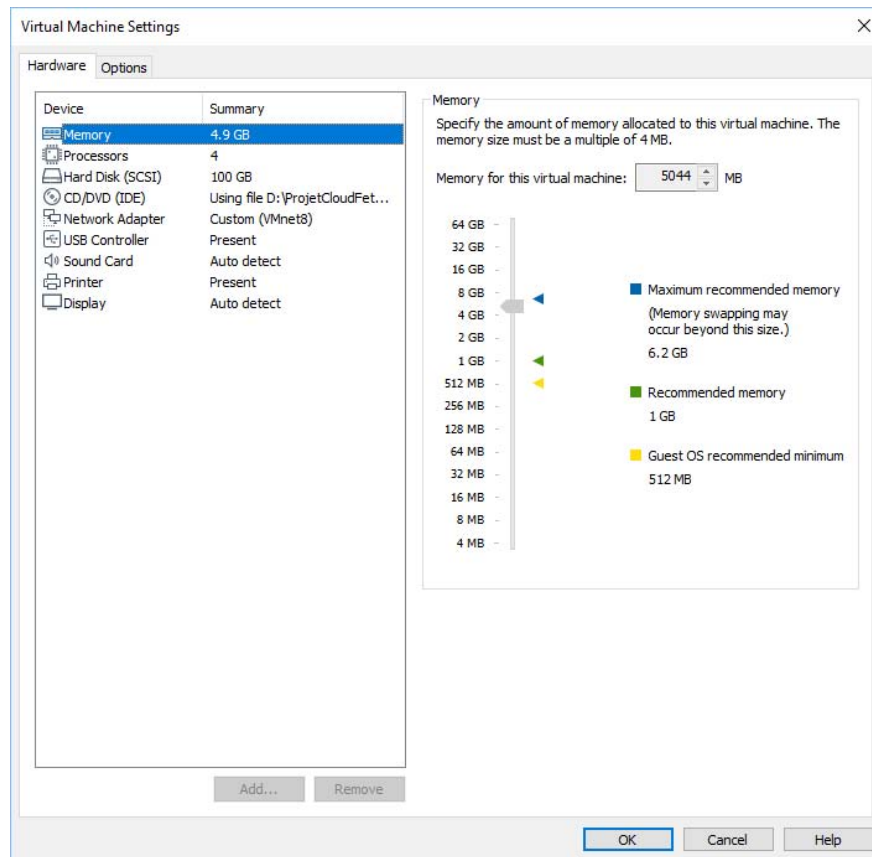 Virtual Machine Settings
Hardware Options
Device Summary
Memory 4.9 GB
Processors 4
Hard Disk (SCSI) 100 GB
CD/DVD (IDE) Using file D:\ProjetCloudFet...
Network Adapter Custom (VMnet8)
USB Controller Present
Sound Card Auto detect
Printer Present
Display Auto detect
Add... Remove
Memory
Specify the amount of memory allocated to this virtual machine. The
memory size must be a multiple of 4 MB.
Memory for this virtual machine: 5044 MB
64 GB
32 GB
16 GB
8 GB
4 GB
2 GB
1 GB
512 MB
256 MB
128 MB
64 MB
32 MB
16 MB
8 MB
4 MB
Maximum recommended memory
(Memory swapping may
occur beyond this size.)
6.2 GB
Recommended memory
1 GB
Guest OS recommended minimum
512 MB
OK Cancel Help